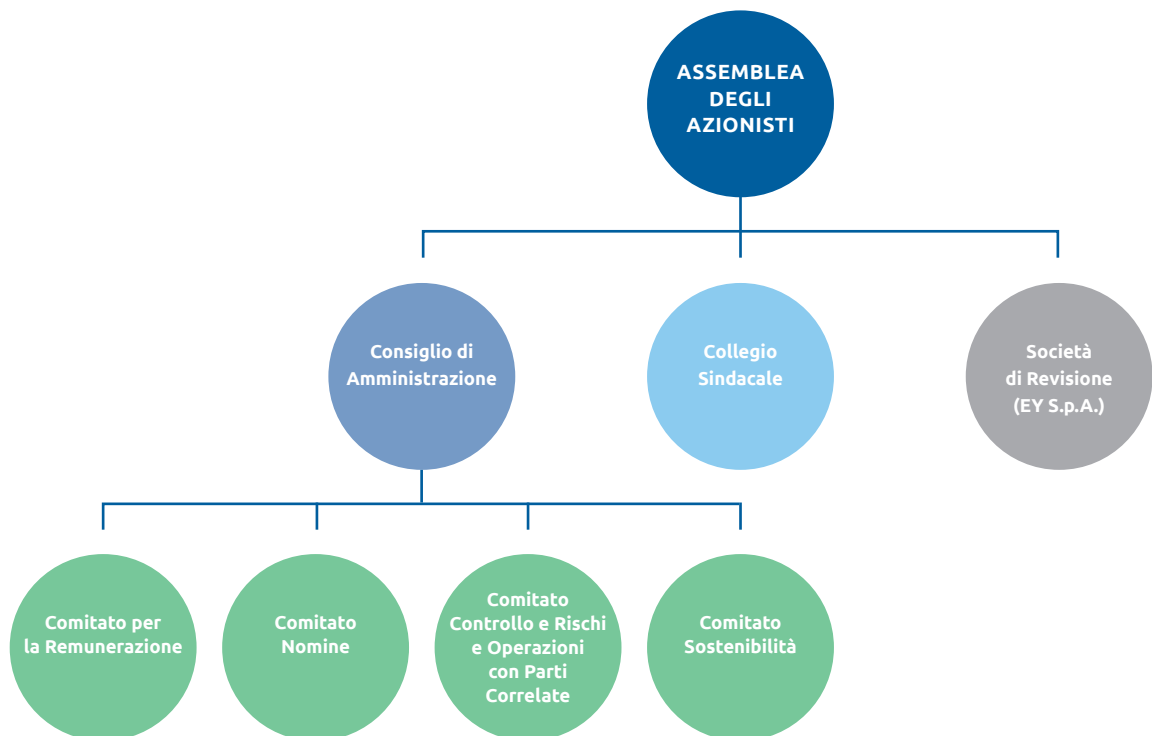 ASSEMBLEA
DEGLI
AZIONISTI
Consiglio di
Amministrazione
Collegio
Sindacale
Società
di Revisione
(EY S.p.A.)
Comitato per
la Remunerazione
Comitato
Nomine
Comitato
Controllo e Rischi
e Operazioni
con Parti
Correlate
Comitato
Sostenibilità